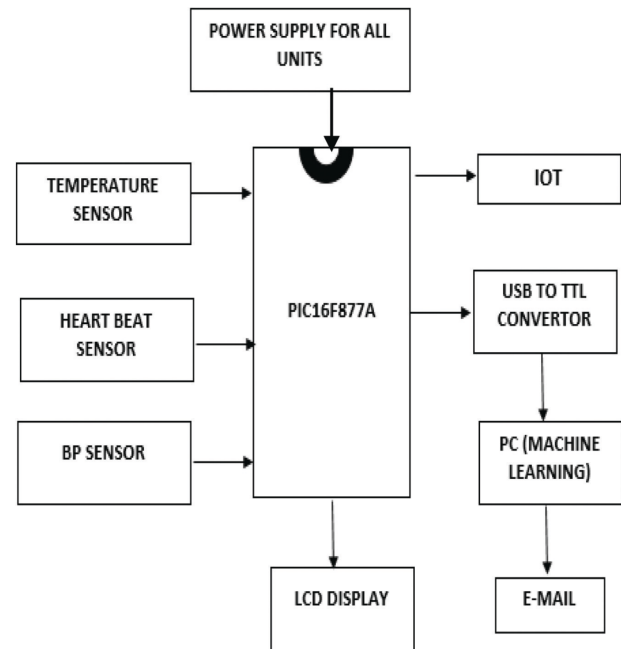 POWER SUPPLY FOR ALL
UNITS
TEMPERATURE
SENSOR
IOT
HEART BEAT
SENSOR
PIC16F877A
USB TO TTL
CONVERTOR
BP SENSOR
PC (MACHINE
LEARNING)
LCD DISPLAY
E-MAIL